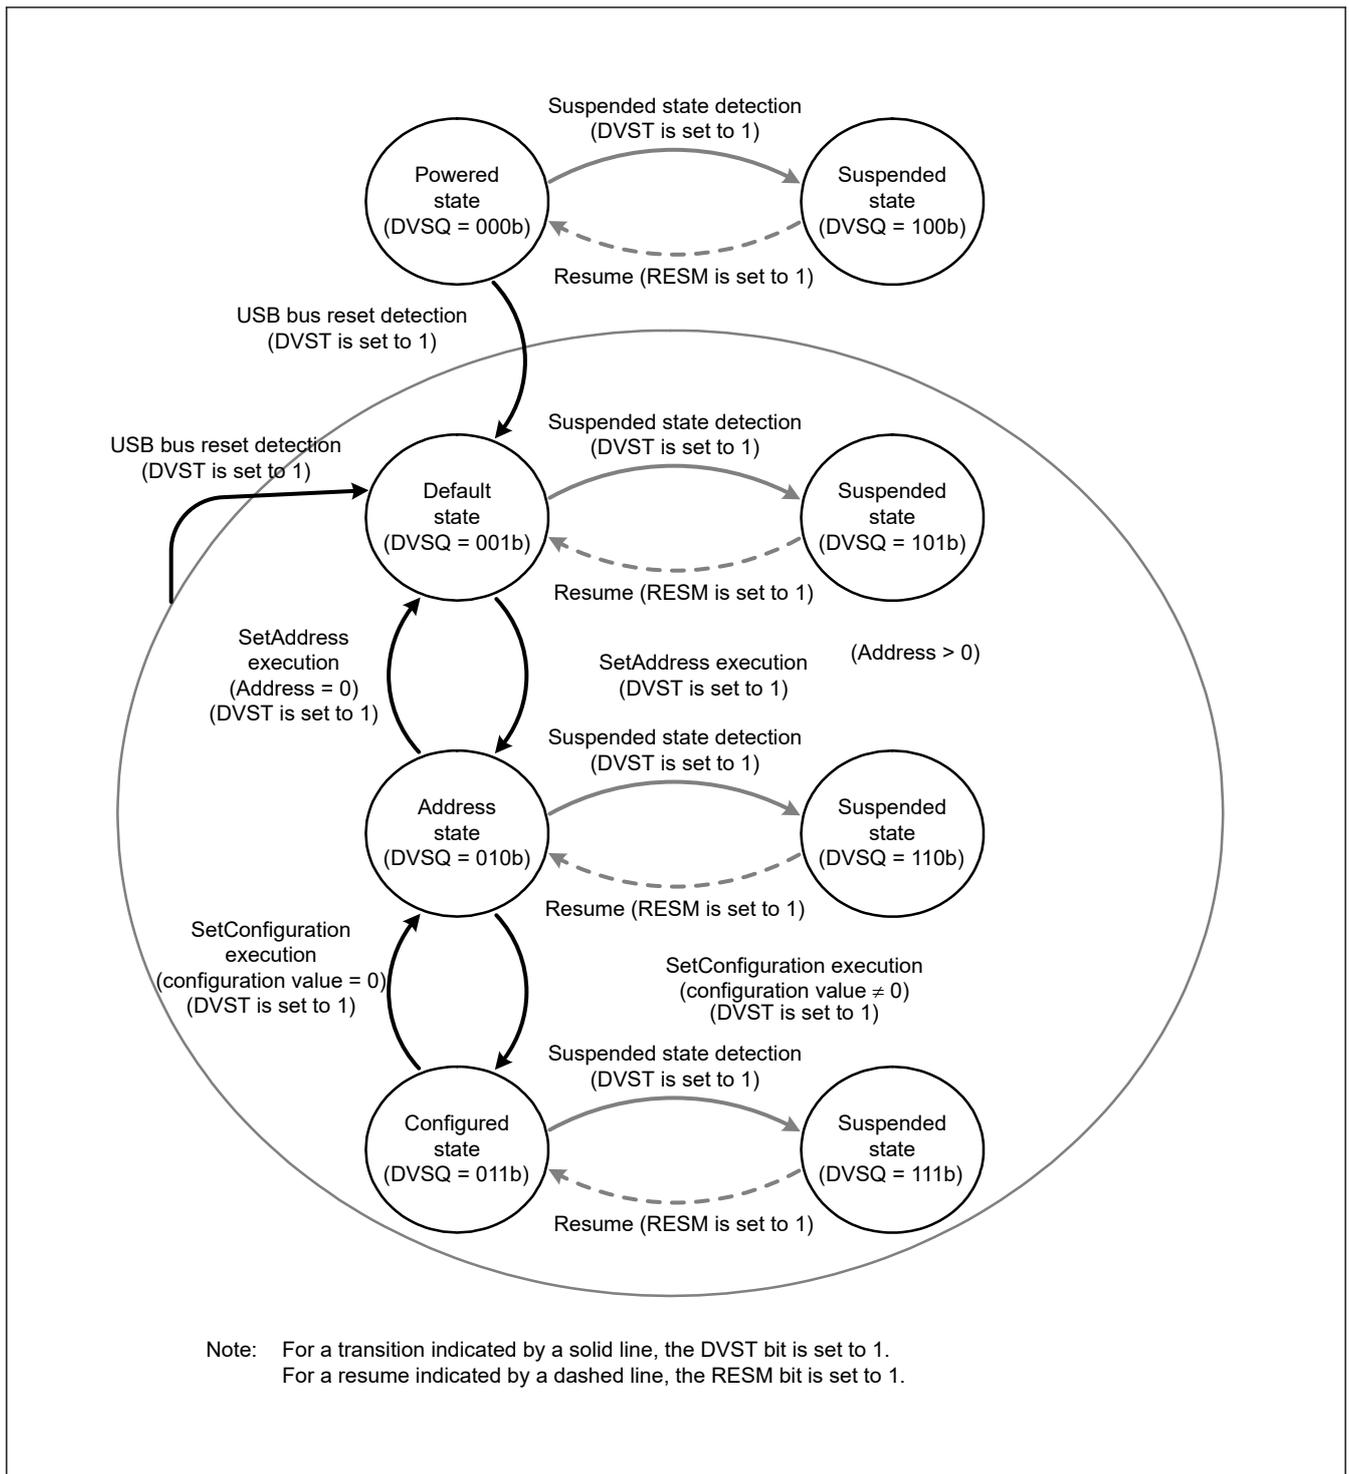 Suspended state detection
(DVST is set to 1)
Powered
state
(DVSQ = 000b)
Suspended
state
(DVSQ = 100b)
Resume (RESM is set to 1)
USB bus reset detection
(DVST is set to 1)
USB bus reset detection
(DVST is set to 1)
Suspended state detection
(DVST is set to 1)
Default
state
(DVSQ = 001b)
Suspended
state
(DVSQ = 101b)
Resume (RESM is set to 1)
SetAddress
execution
(Address = 0)
(DVST is set to 1)
SetAddress execution
(DVST is set to 1)
(Address > 0)
Suspended state detection
(DVST is set to 1)
Address
state
(DVSQ = 010b)
Suspended
state
(DVSQ = 110b)
Resume (RESM is set to 1)
SetConfiguration
execution
(configuration value = 0)
(DVST is set to 1)
SetConfiguration execution
(configuration value ≠ 0)
(DVST is set to 1)
Suspended state detection
(DVST is set to 1)
Configured
state
(DVSQ = 011b)
Suspended
state
(DVSQ = 111b)
Resume (RESM is set to 1)
Note: For a transition indicated by a solid line, the DVST bit is set to 1.
For a resume indicated by a dashed line, the RESM bit is set to 1.